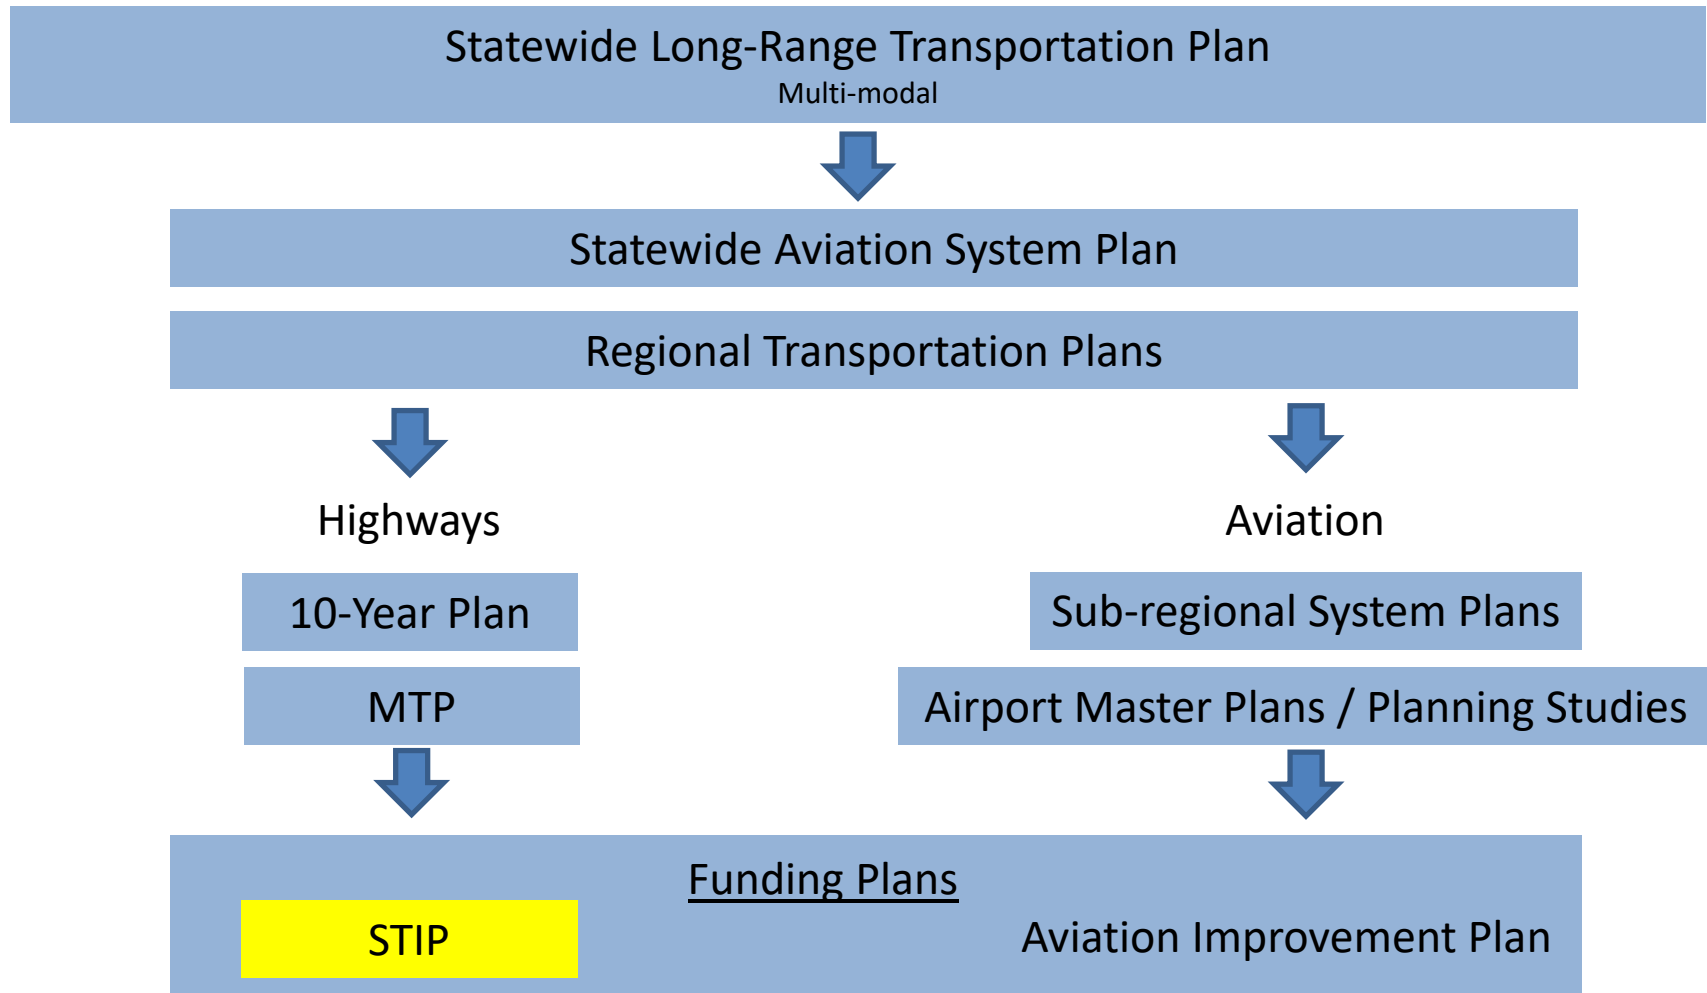 Statewide Long-Range Transportation Plan
Multi-modal
Statewide Aviation System Plan
Regional Transportation Plans
Highways
Aviation
10-Year Plan
Sub-regional System Plans
MTP
Airport Master Plans / Planning Studies
Funding Plans
STIP
Aviation Improvement Plan